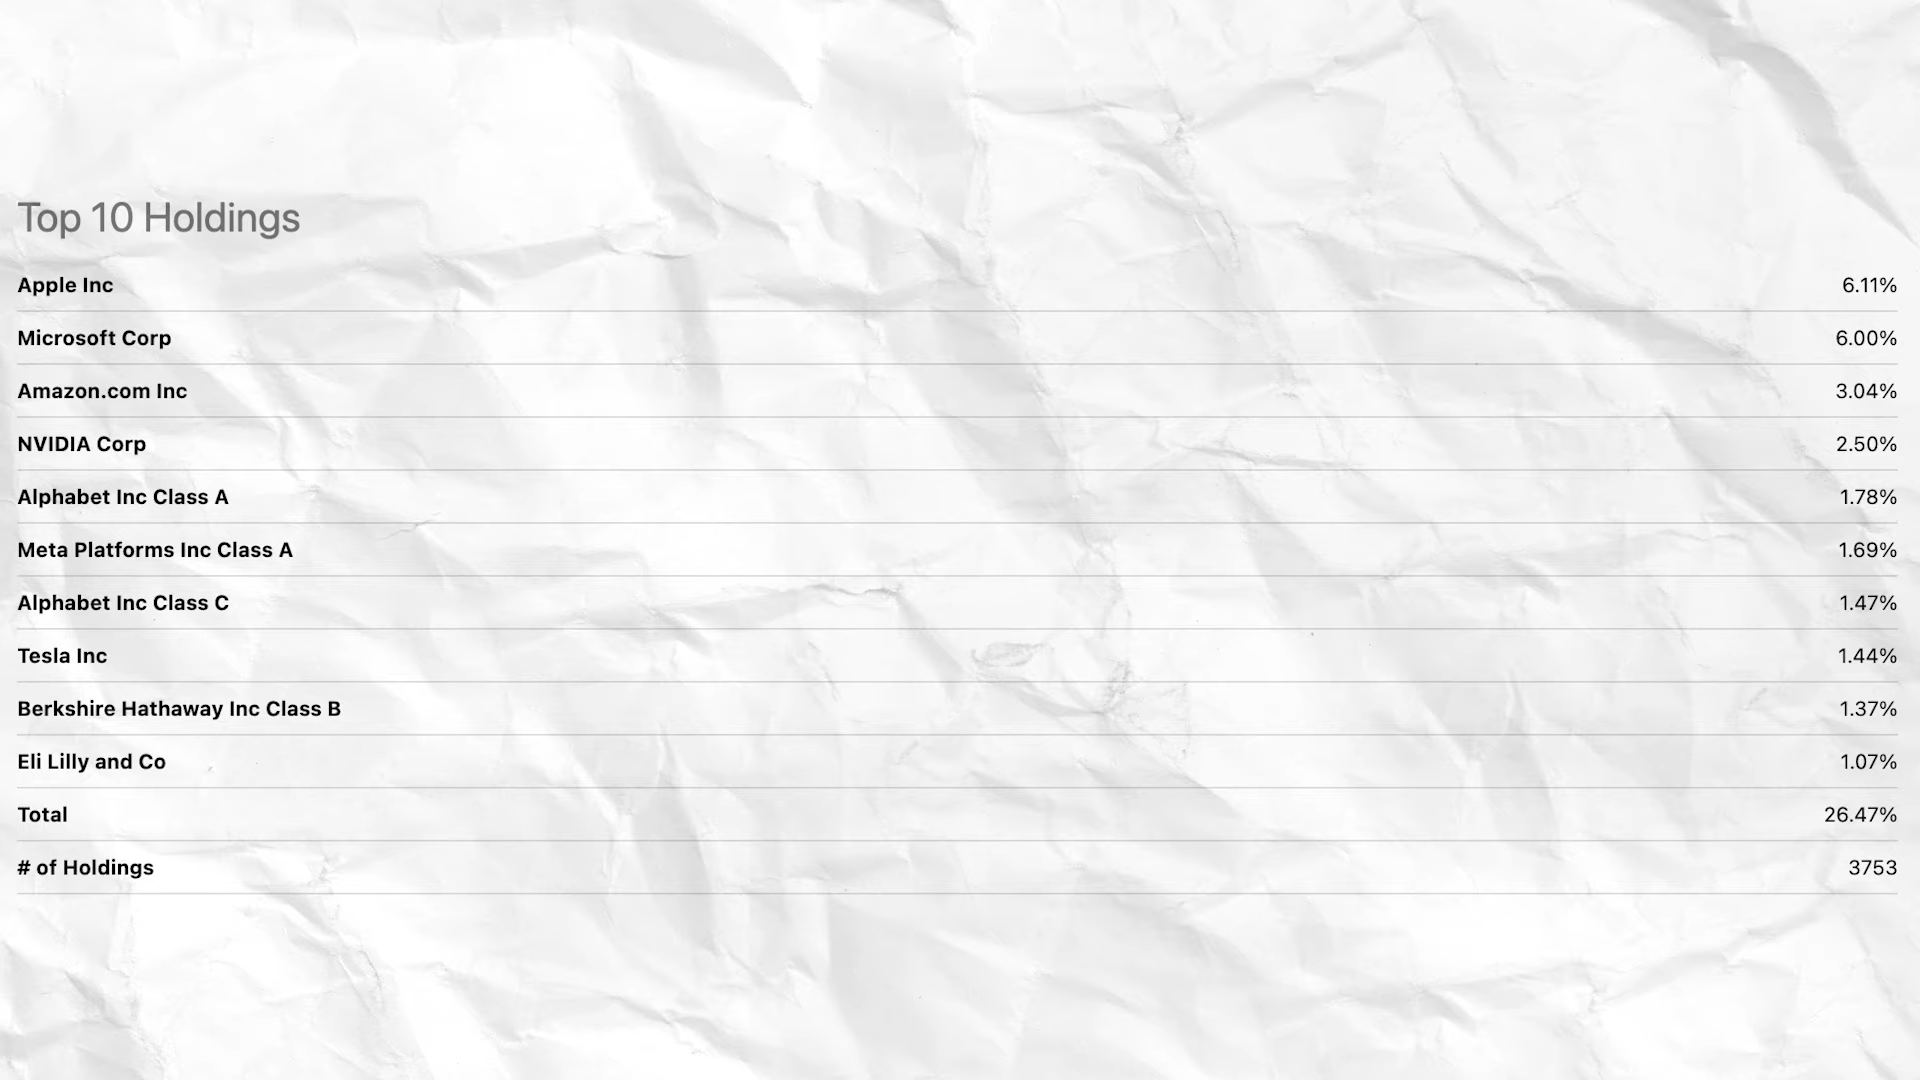 Top 10 Holdings
Apple Inc 6.11%
Microsoft Corp 6.00%
Amazon.com Inc 3.04%
NVIDIA Corp 2.50%
Alphabet Inc Class A 1.78%
Meta Platforms Inc Class A 1.69%
Alphabet Inc Class C 1.47%
Tesla Inc 1.44%
Berkshire Hathaway Inc Class B 1.37%
Eli Lilly and Co 1.07%
Total 26.47%
# of Holdings 3753